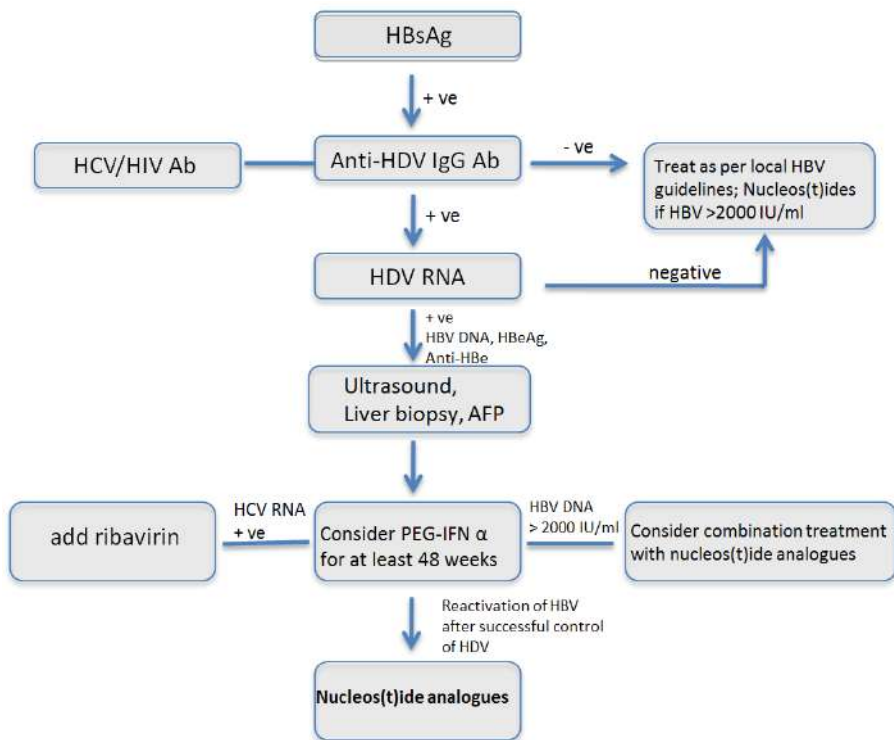 HBsAg
+ ve
HCV/HIV Ab
Anti-HDV IgG Ab
- ve
Treat as per local HBV
guidelines; Nucleos(t)ides
if HBV >2000 IU/ml
+ ve
HDV RNA
negative
+ ve
HBV DNA, HBeAg,
Anti-HBe
Ultrasound,
Liver biopsy, AFP
add ribavirin
HCV RNA
+ ve
Consider PEG-IFN α
for at least 48 weeks
HBV DNA
> 2000 IU/ml
Consider combination treatment
with nucleos(t)ide analogues
Reactivation of HBV
after successful control
of HDV
Nucleos(t)ide analogues